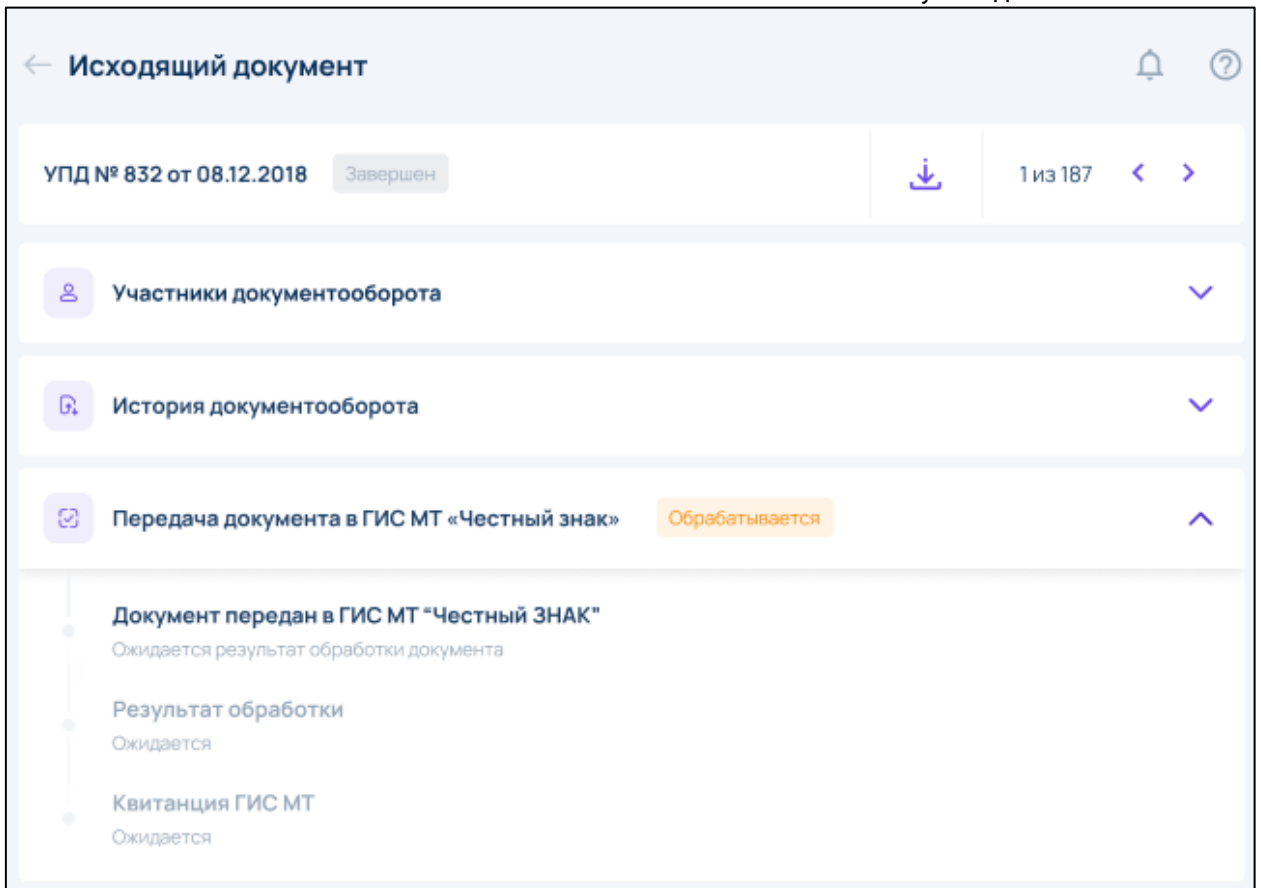 Исходящий документ
УПД № 832 от 08.12.2018 Завершен 1 из 187
Участники документооборота
История документооборота
Передача документа в ГИС МТ «Честный знак» Обрабатывается
Документ передан в ГИС МТ “Честный ЗНАК"
Ожидается результат обработки документа
Результат обработки
Ожидается
Квитанция ГИС МТ
Ожидается